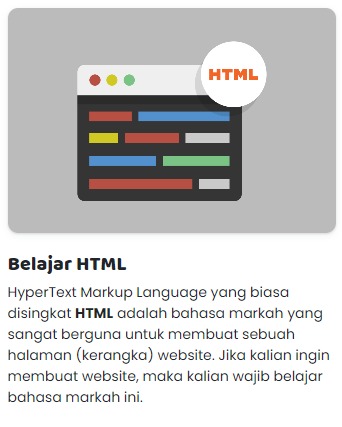 HTML
Belajar HTML
HyperText Markup Language yang biasa
disingkat HTML adalah bahasa markah yang
sangat berguna untuk membuat sebuah
halaman (kerangka) website. Jika kalian ingin
membuat website, maka kalian wajib belajar
bahasa markah ini.